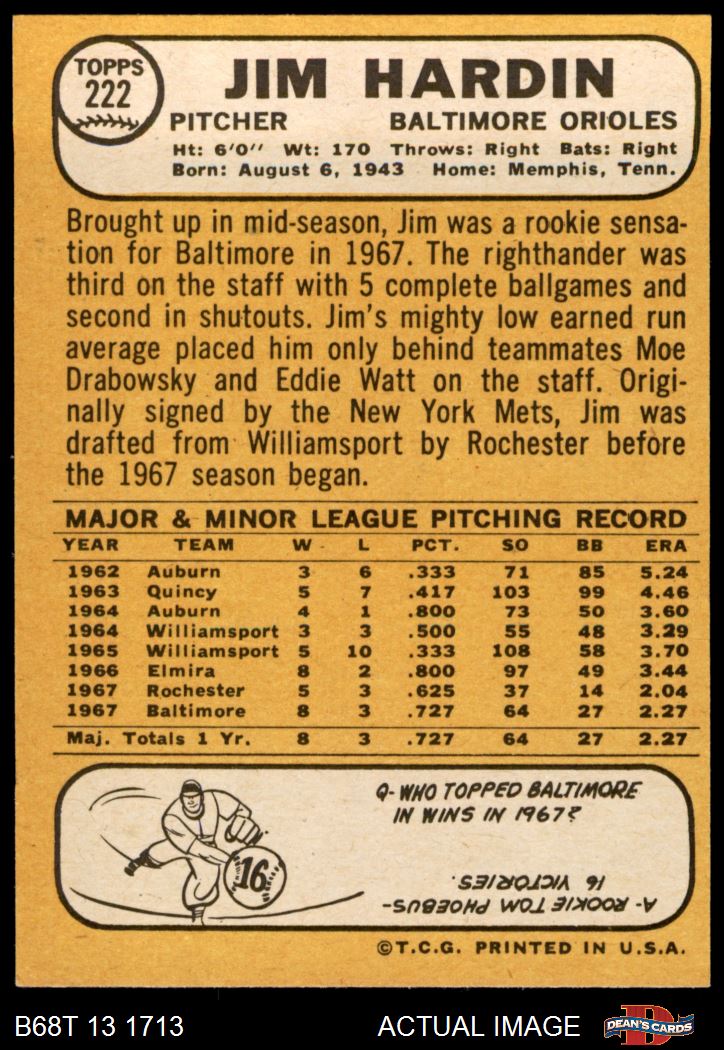 TOPPS
222
JIM HARDIN
PITCHER BALTIMORE ORIOLES
Ht: 6'0" Wt: 170 Throws: Right Bats: Right
Born: August 6, 1943 Home: Memphis, Tenn.
Brought up in mid-season, Jim was a rookie sensa-
tion for Baltimore in 1967. The righthander was
third on the staff with 5 complete ballgames and
second in shutouts. Jim's mighty low earned run
average placed him only behind teammates Moe
Drabowsky and Eddie Watt on the staff. Origi-
nally signed by the New York Mets, Jim was
drafted from Williamsport by Rochester before
the 1967 season began.
MAJOR & MINOR LEAGUE PITCHING RECORD
YEAR TEAM W L PCT. SO BB ERA
1962 Auburn 3 6 .333 71 85 5.24
1963 Quincy 5 7 .417 103 99 4.46
1964 Auburn 4 1 .800 73 50 3.60
1964 Williamsport 3 3 .500 55 48 3.29
1965 Williamsport 5 10 .333 108 58 3.70
1966 Elmira 8 2 .800 97 49 3.44
1967 Rochester 5 3 .625 37 14 2.04
1967 Baltimore 8 3 .727 64 27 2.27
Maj. Totals 1 Yr. 8 3 .727 64 27 2.27
16
Q- WHO TOPPED BALTIMORE
IN WINS IN 1967?
A- ROOKIE TOM PHOEBUS-
16 VICTORIES.
©T.C.G. PRINTED IN U.S.A.
B68T 13 1713 ACTUAL IMAGE
D
DEAN'S CARDS